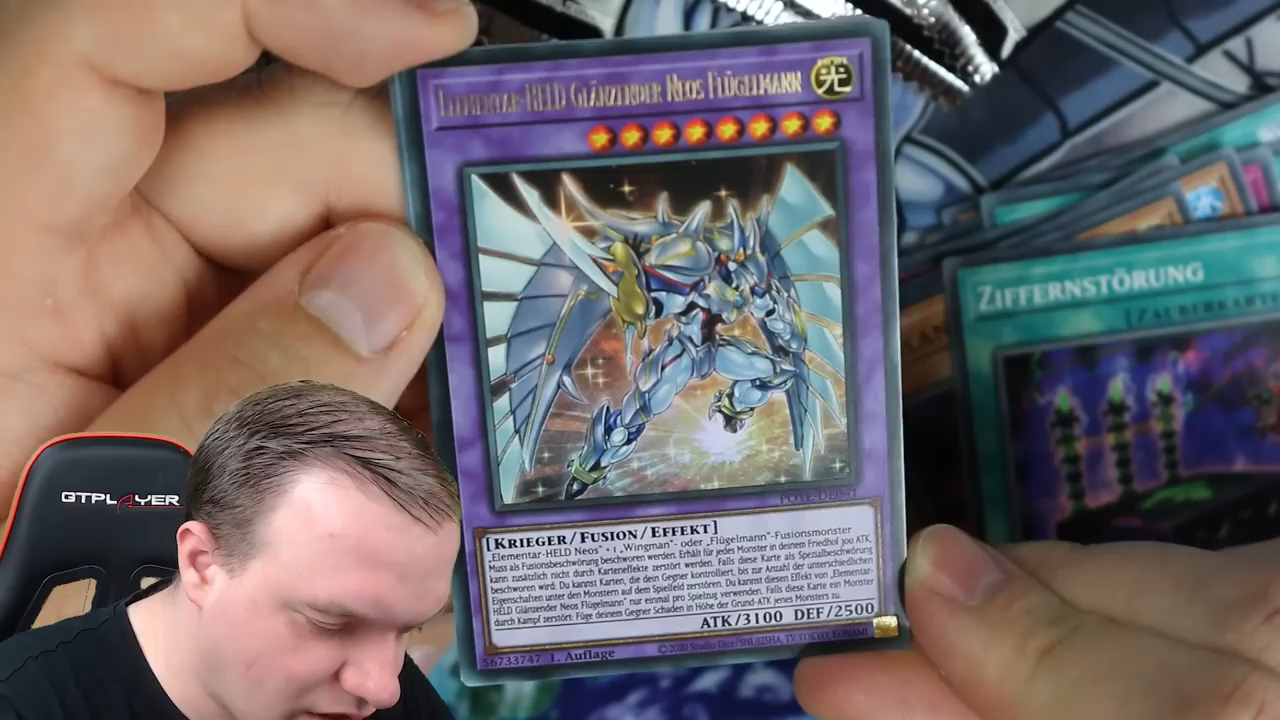 Elementar-HELD Glänzender Neos Flügelmann
光
POTE-DE041
[Krieger/Fusion/Effekt]
„Elementar-HELD Neos“ + 1 „Wingman“- oder „Flügelmann“-Fusionsmonster
Muss als Fusionsbeschwörung beschworen werden. Erhält für jedes Monster in deinem Friedhof 300 ATK,
kann zusätzlich nicht durch Karteneffekte zerstört werden. Falls diese Karte als Spezialbeschwörung
beschworen wird: Du kannst Karten, die dein Gegner kontrolliert, bis zur Anzahl der unterschiedlichen
Eigenschaften unter den Monstern auf dem Spielfeld zerstören. Du kannst diesen Effekt von „Elementar-
HELD Glänzender Neos Flügelmann“ nur einmal pro Spielzug verwenden. Falls diese Karte ein Monster
durch Kampf zerstört: Füge deinem Gegner Schaden in Höhe der Grund-ATK jenes Monsters zu.
ATK/3100 DEF/2500
56733747 1. Auflage
©2020 Studio Dice/SHUEISHA, TV TOKYO, KONAMI
Ziffernstörung
[Zauberkarte
GTPLAYER